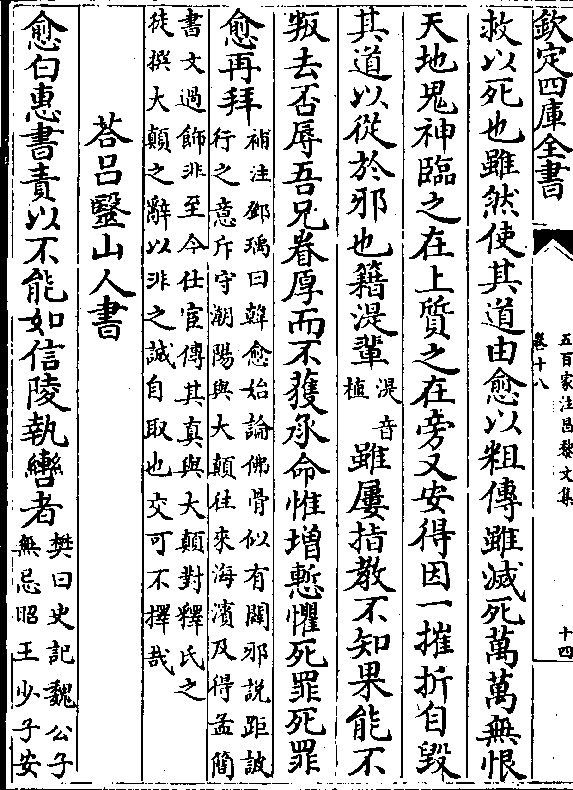 欽定四庫全書
五百家注昌黎文集
卷十八
十四
救以死也雖然使其道由愈以粗傳雖滅死萬萬無恨
天地鬼神臨之在上質之在旁又安得因一摧折自毀
其道以從於邪也籍湜輩湜音植雖屢指教不知果能不
叛去否辱吾兄眷厚而不獲承命惟增慙懼死罪死罪
愈再拜補注鄧瑀曰韓愈始論佛骨似有闢邪説距詖
行之意斥守潮陽與大顛往來海濱及得孟簡
書文過飾非至今仕宦傳其真與大顛對釋氏之
徒撰大顛之辭以非之誠自取也交可不擇哉
荅吕毉山人書
愈白惠書責以不能如信陵執轡者樊曰史記魏公子
無忌昭王少子安